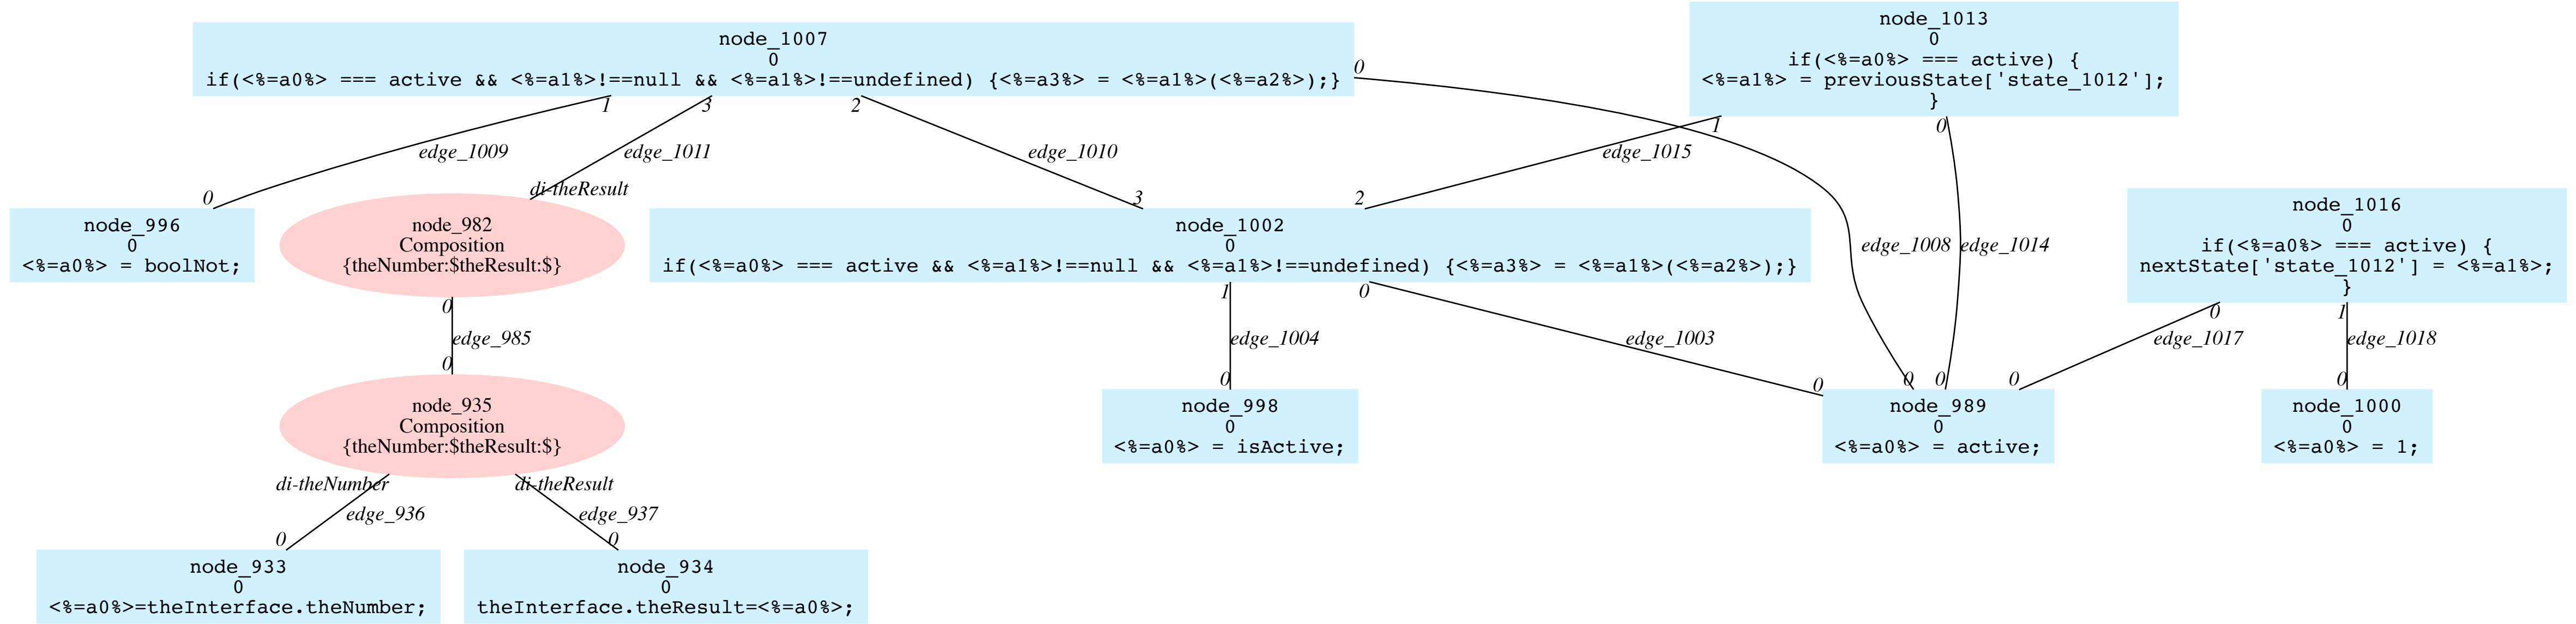 node_1007
0
if(<%=a0%> === active && <%=a1%>!==null && <%=a1%>!==undefined) {<%=a3%> = <%=a1%>(<%=a2%>);}
0
1
3
2
node_1013
0
if(<%=a0%> === active) {
<%=a1%> = previousState['state_1012'];
}
1
0
edge_1009
edge_1011
edge_1010
edge_1015
0
di-theResult
3
2
node_996
0
<%=a0%> = boolNot;
node_982
Composition
{theNumber:$theResult:$}
0
node_1002
0
if(<%=a0%> === active && <%=a1%>!==null && <%=a1%>!==undefined) {<%=a3%> = <%=a1%>(<%=a2%>);}
1
0
edge_1008
edge_1014
node_1016
0
if(<%=a0%> === active) {
nextState['state_1012'] = <%=a1%>;
}
0
1
edge_985
edge_1004
edge_1003
edge_1017
edge_1018
0
0
0
0
0
0
0
node_935
Composition
{theNumber:$theResult:$}
node_998
0
<%=a0%> = isActive;
node_989
0
<%=a0%> = active;
node_1000
0
<%=a0%> = 1;
di-theNumber
di-theResult
edge_936
edge_937
0
0
node_933
0
<%=a0%>=theInterface.theNumber;
node_934
0
theInterface.theResult=<%=a0%>;